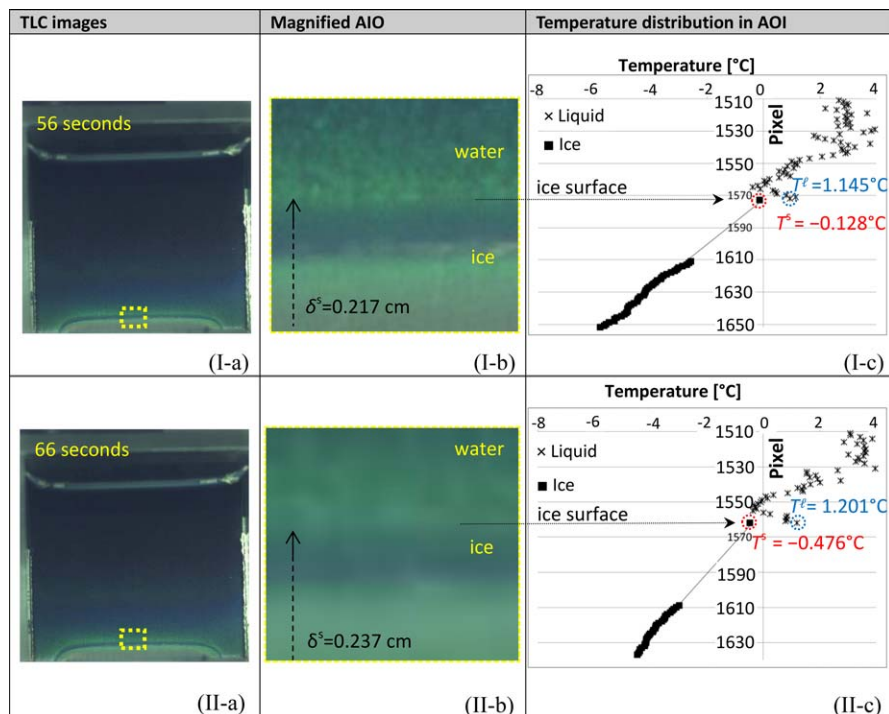 TLC images
Magnified AIO
Temperature distribution in AOI
56 seconds
(I-a)
water
ice
δˢ=0.217 cm
(I-b)
Temperature [°C]
-8 -6 -4 -2 0 2 4
Pixel
× Liquid
■ Ice
ice surface
1510
1530
1550
1570
1590
1610
1630
1650
Tℓ=1.145°C
Tˢ = −0.128°C
(I-c)
66 seconds
(II-a)
water
ice
δˢ=0.237 cm
(II-b)
Temperature [°C]
-8 -6 -4 -2 0 2 4
Pixel
× Liquid
■ Ice
ice surface
1510
1530
1550
1570
1590
1610
1630
Tℓ= 1.201°C
Tˢ = −0.476°C
(II-c)